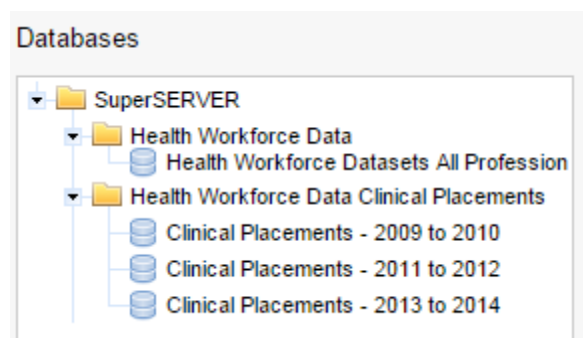 Databases
SuperSERVER
Health Workforce Data
Health Workforce Datasets All Profession
Health Workforce Data Clinical Placements
Clinical Placements - 2009 to 2010
Clinical Placements - 2011 to 2012
Clinical Placements - 2013 to 2014